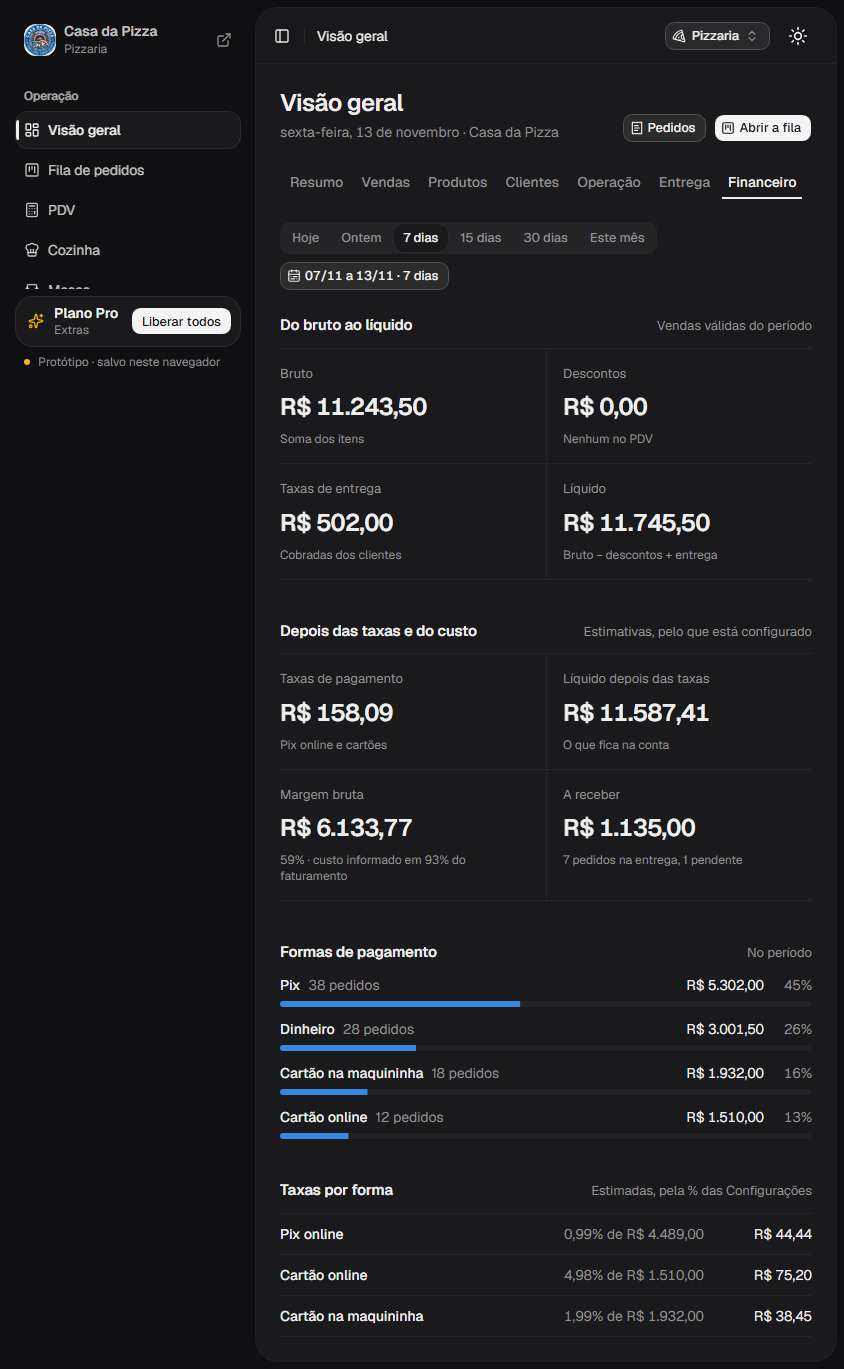 Casa da Pizza
Pizzaria
Operação
Visão geral
Fila de pedidos
PDV
Cozinha
Plano Pro
Extras
Liberar todos
Protótipo · salvo neste navegador
Visão geral
Pizzaria
Visão geral
sexta-feira, 13 de novembro · Casa da Pizza
Pedidos
Abrir a fila
Resumo Vendas Produtos Clientes Operação Entrega Financeiro
Hoje Ontem 7 dias 15 dias 30 dias Este mês
07/11 a 13/11 · 7 dias
Do bruto ao líquido
Vendas válidas do período
Bruto
R$ 11.243,50
Soma dos itens
Descontos
R$ 0,00
Nenhum no PDV
Taxas de entrega
R$ 502,00
Cobradas dos clientes
Líquido
R$ 11.745,50
Bruto − descontos + entrega
Depois das taxas e do custo
Estimativas, pelo que está configurado
Taxas de pagamento
R$ 158,09
Pix online e cartões
Líquido depois das taxas
R$ 11.587,41
O que fica na conta
Margem bruta
R$ 6.133,77
59% · custo informado em 93% do
faturamento
A receber
R$ 1.135,00
7 pedidos na entrega, 1 pendente
Formas de pagamento
No período
Pix 38 pedidos R$ 5.302,00 45%
Dinheiro 28 pedidos R$ 3.001,50 26%
Cartão na maquininha 18 pedidos R$ 1.932,00 16%
Cartão online 12 pedidos R$ 1.510,00 13%
Taxas por forma
Estimadas, pela % das Configurações
Pix online 0,99% de R$ 4.489,00 R$ 44,44
Cartão online 4,98% de R$ 1.510,00 R$ 75,20
Cartão na maquininha 1,99% de R$ 1.932,00 R$ 38,45